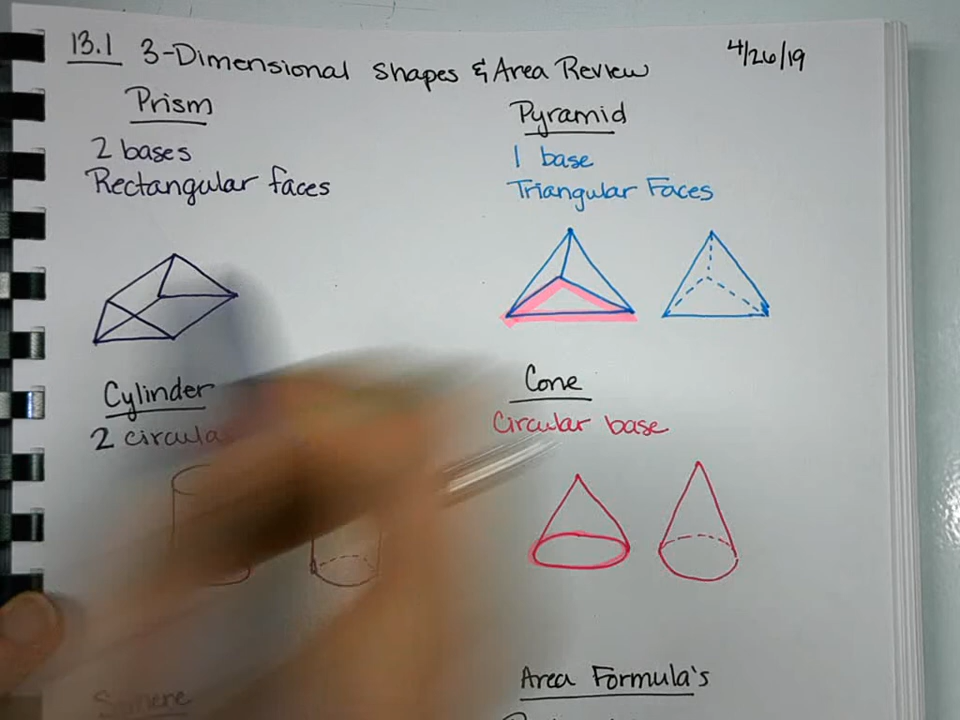 13.1 3-Dimensional Shapes & Area Review 4/26/19
Prism
2 bases
Rectangular faces
Pyramid
1 base
Triangular Faces
Cylinder
2
Cone
Circular base
Area Formula's